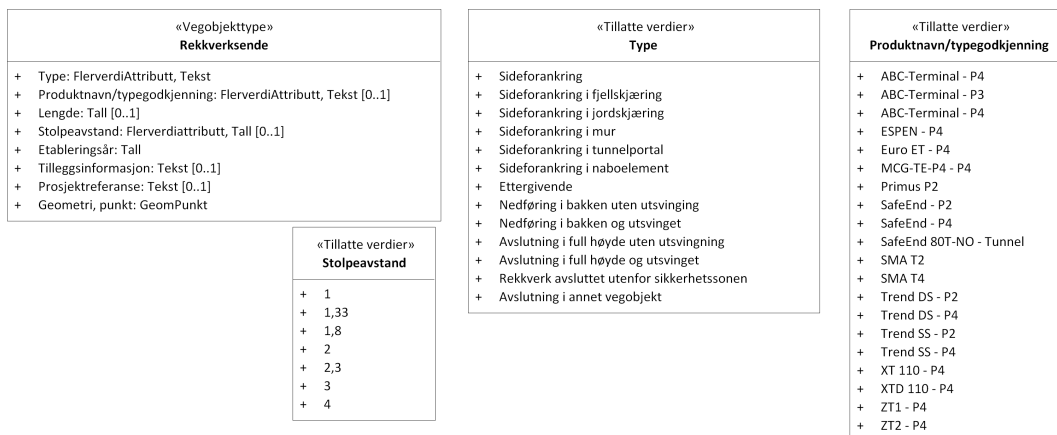 «Vegobjekttype»
Rekkverksende
+ Type: FlerverdiAttributt, Tekst
+ Produktnavn/typegodkjenning: FlerverdiAttributt, Tekst [0..1]
+ Lengde: Tall [0..1]
+ Stolpeavstand: Flerverdiattributt, Tall [0..1]
+ Etableringsår: Tall
+ Tilleggsinformasjon: Tekst [0..1]
+ Prosjektreferanse: Tekst [0..1]
+ Geometri, punkt: GeomPunkt
«Tillatte verdier»
Stolpeavstand
+ 1
+ 1,33
+ 1,8
+ 2
+ 2,3
+ 3
+ 4
«Tillatte verdier»
Type
+ Sideforankring
+ Sideforankring i fjellskjæring
+ Sideforankring i jordskjæring
+ Sideforankring i mur
+ Sideforankring i tunnelportal
+ Sideforankring i naboelement
+ Ettergivende
+ Nedføring i bakken uten utsvinging
+ Nedføring i bakken og utsvinget
+ Avslutning i full høyde uten utsvingning
+ Avslutning i full høyde og utsvinget
+ Rekkverk avsluttet utenfor sikkerhetssonen
+ Avslutning i annet vegobjekt
«Tillatte verdier»
Produktnavn/typegodkjenning
+ ABC-Terminal - P4
+ ABC-Terminal - P3
+ ABC-Terminal - P4
+ ESPEN - P4
+ Euro ET - P4
+ MCG-TE-P4 - P4
+ Primus P2
+ SafeEnd - P2
+ SafeEnd - P4
+ SafeEnd 80T-NO - Tunnel
+ SMA T2
+ SMA T4
+ Trend DS - P2
+ Trend DS - P4
+ Trend SS - P2
+ Trend SS - P4
+ XT 110 - P4
+ XTD 110 - P4
+ ZT1 - P4
+ ZT2 - P4